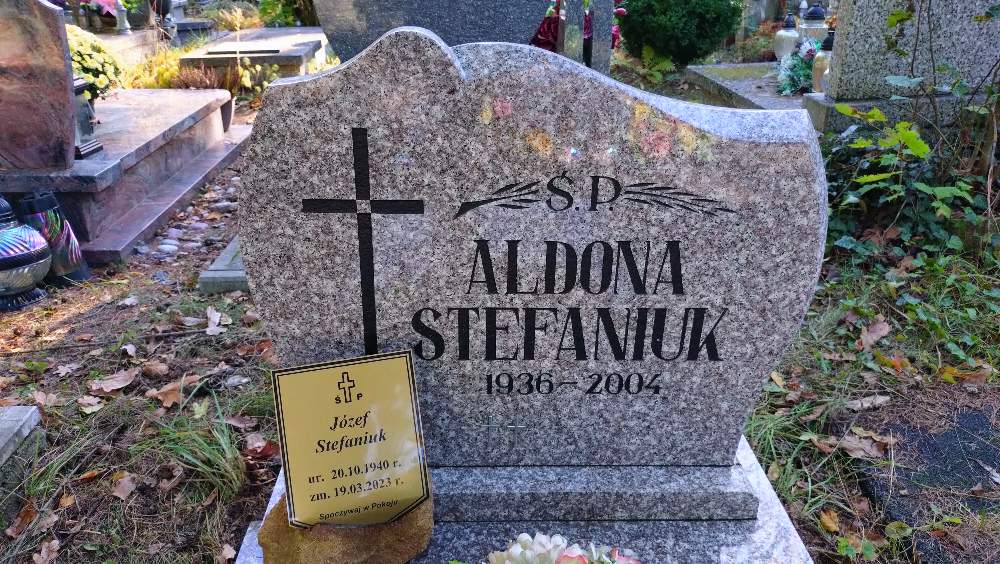 Ś.P.
ALDONA
STEFANIUK
1936-2004
Ś P
Józef
Stefaniuk
ur. 20.10.1940 r.
zm. 19.03.2023 r.
Spoczywaj w Pokoju